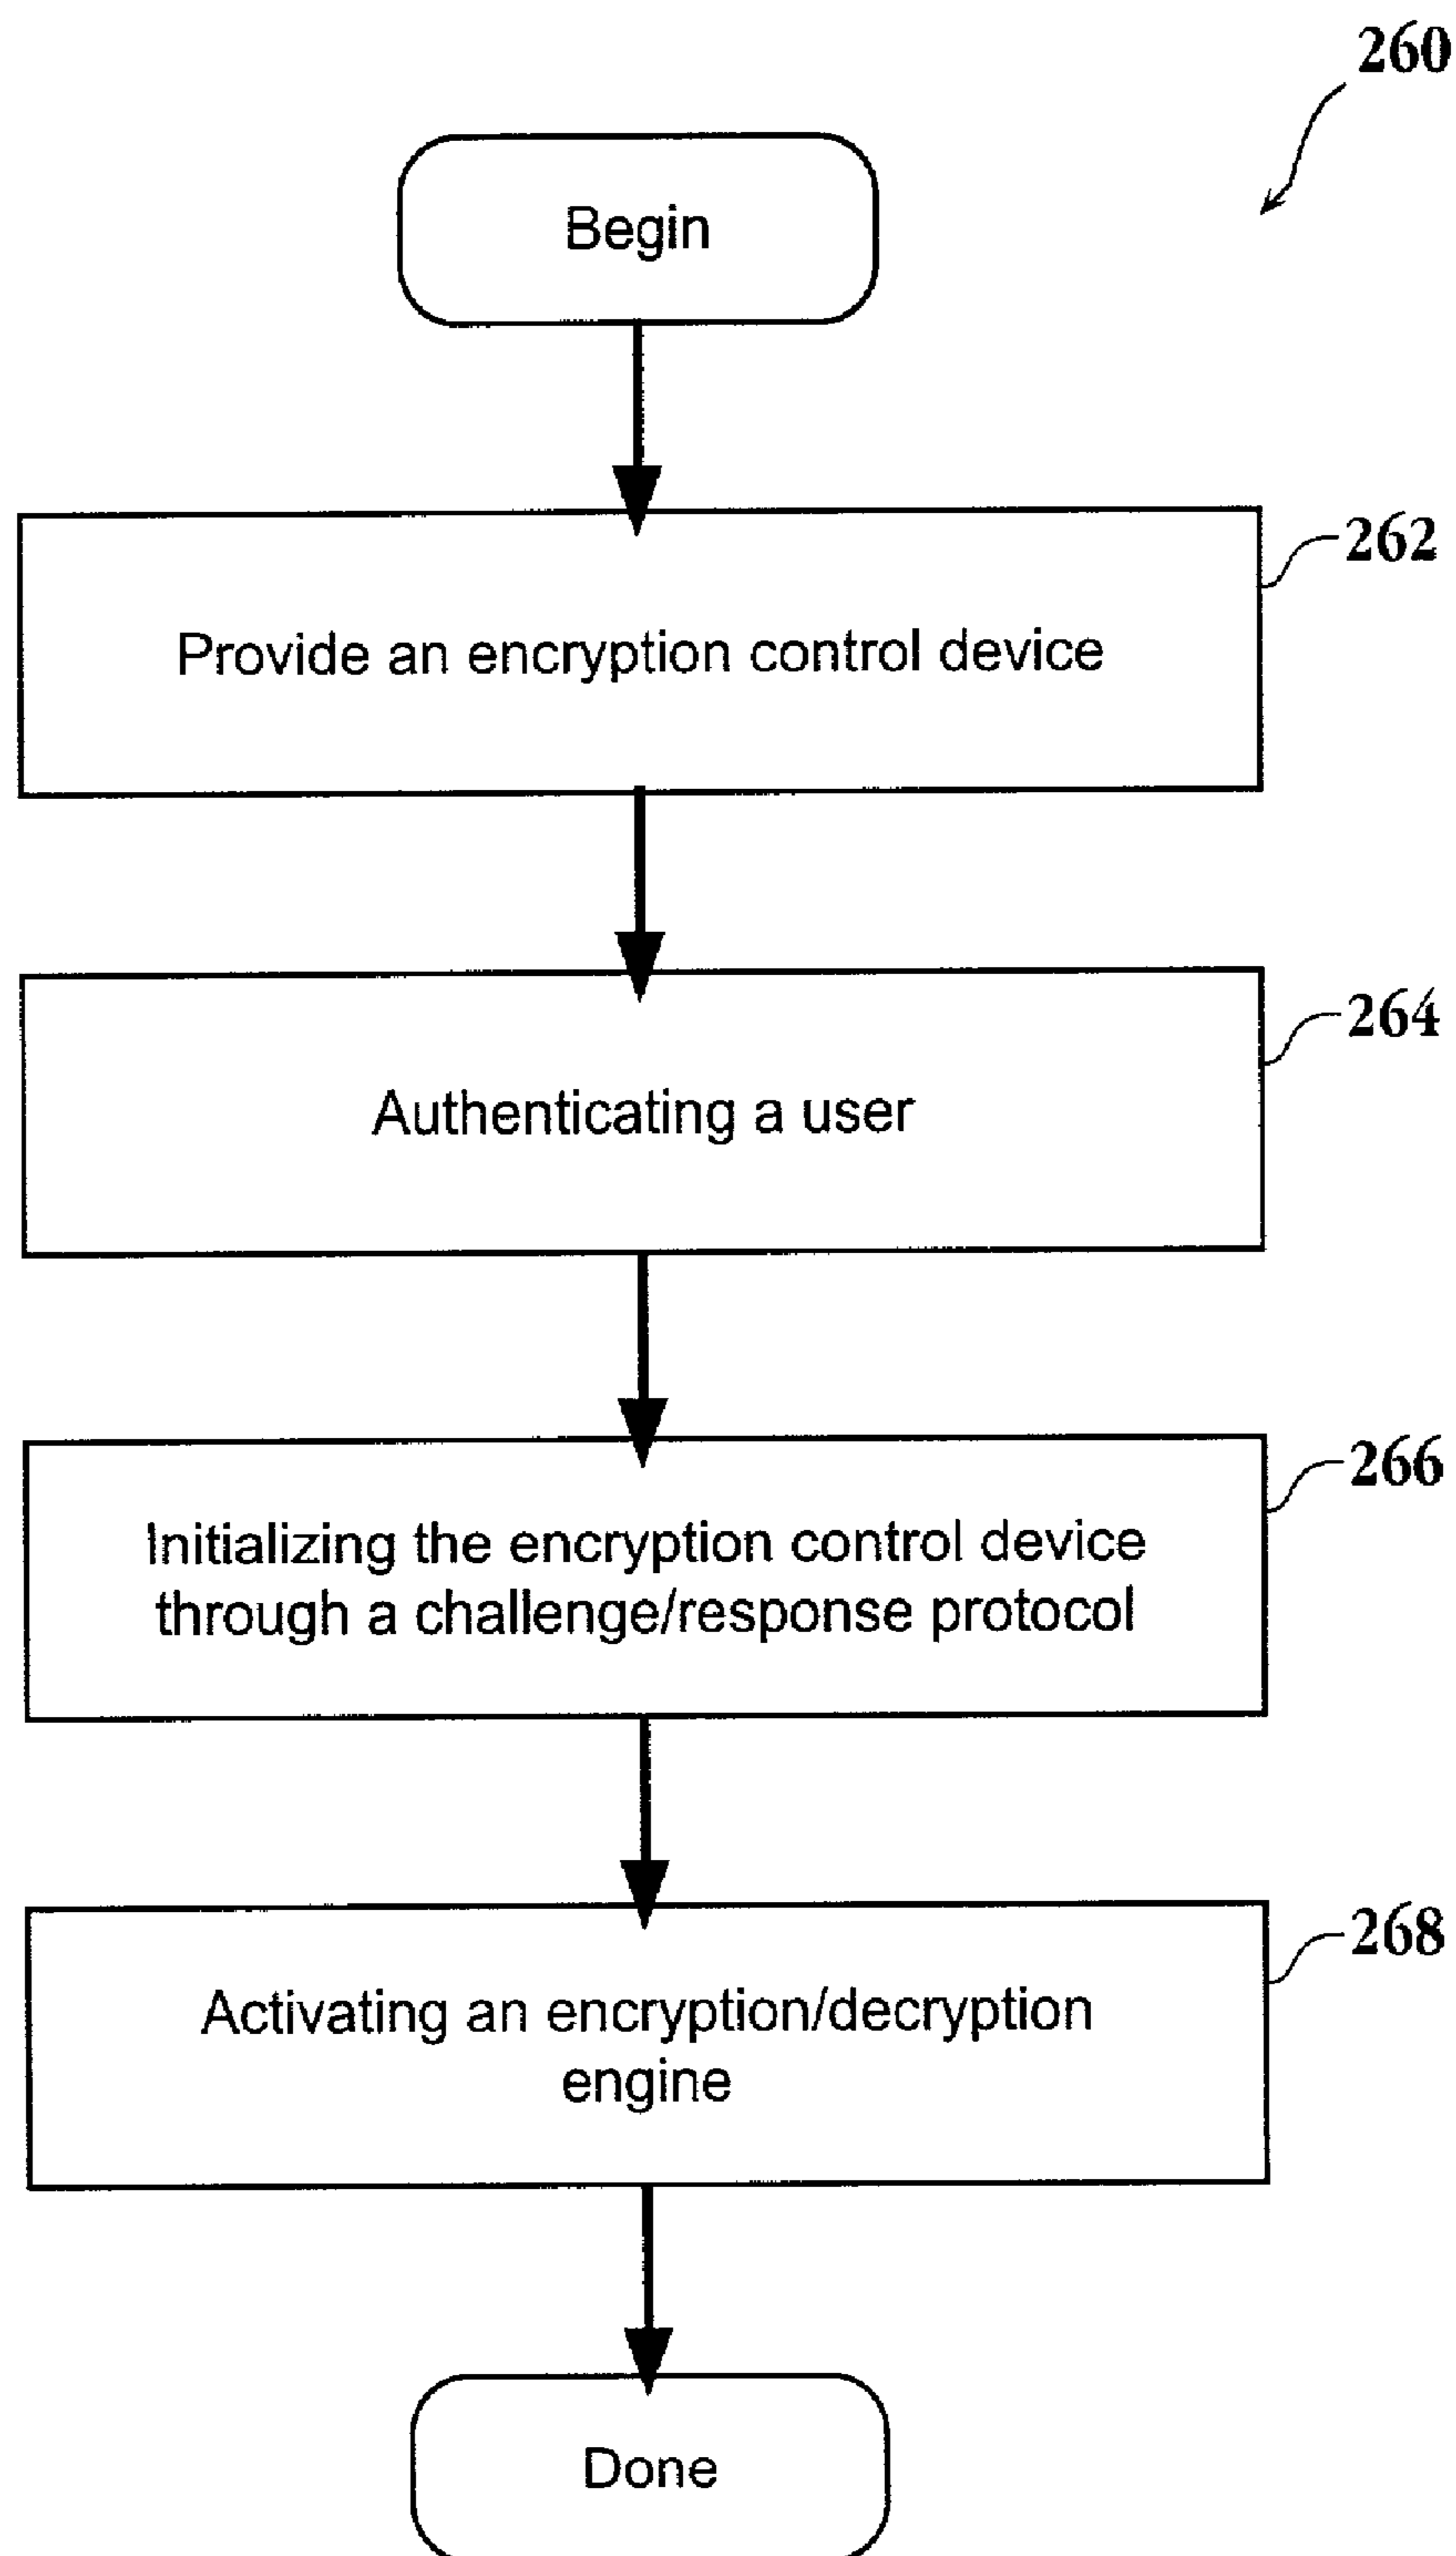 260
Begin
262
Provide an encryption control device
264
Authenticating a user
266
Initializing the encryption control device
through a challenge/response protocol
268
Activating an encryption/decryption
engine
Done